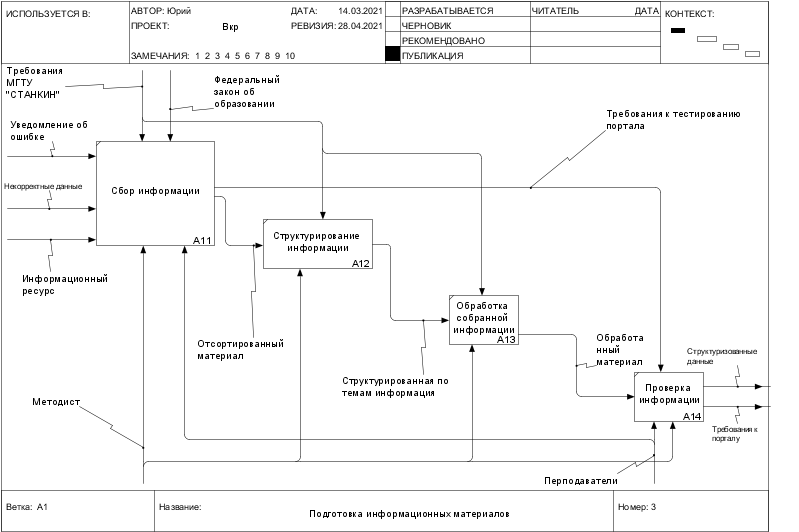 ИСПОЛЬЗУЕТСЯ В:
АВТОР: Юрий
ДАТА: 14.03.2021
ПРОЕКТ: Вкр
РЕВИЗИЯ: 28.04.2021
ЗАМЕЧАНИЯ: 1 2 3 4 5 6 7 8 9 10
РАЗРАБАТЫВАЕТСЯ
ЧЕРНОВИК
РЕКОМЕНДОВАНО
ПУБЛИКАЦИЯ
ЧИТАТЕЛЬ
ДАТА
КОНТЕКСТ:
Требования
МГТУ
"СТАНКИН"
Федеральный
закон об
образовании
Требования к тестированию
портала
Уведомление об
ошибке
Некорректные данные
Информационный
ресурс
Сбор информации
A11
Структурирование
информации
A12
Обработка
собранной
информации
A13
Отсортированный
материал
Структурированная по
темам информация
Обработа
нный
материал
Проверка
информации
A14
Структуризованные
данные
Требования к
порталу
Методист
Перподаватели
Ветка: A1
Название:
Подготовка информационных материалов
Номер: 3